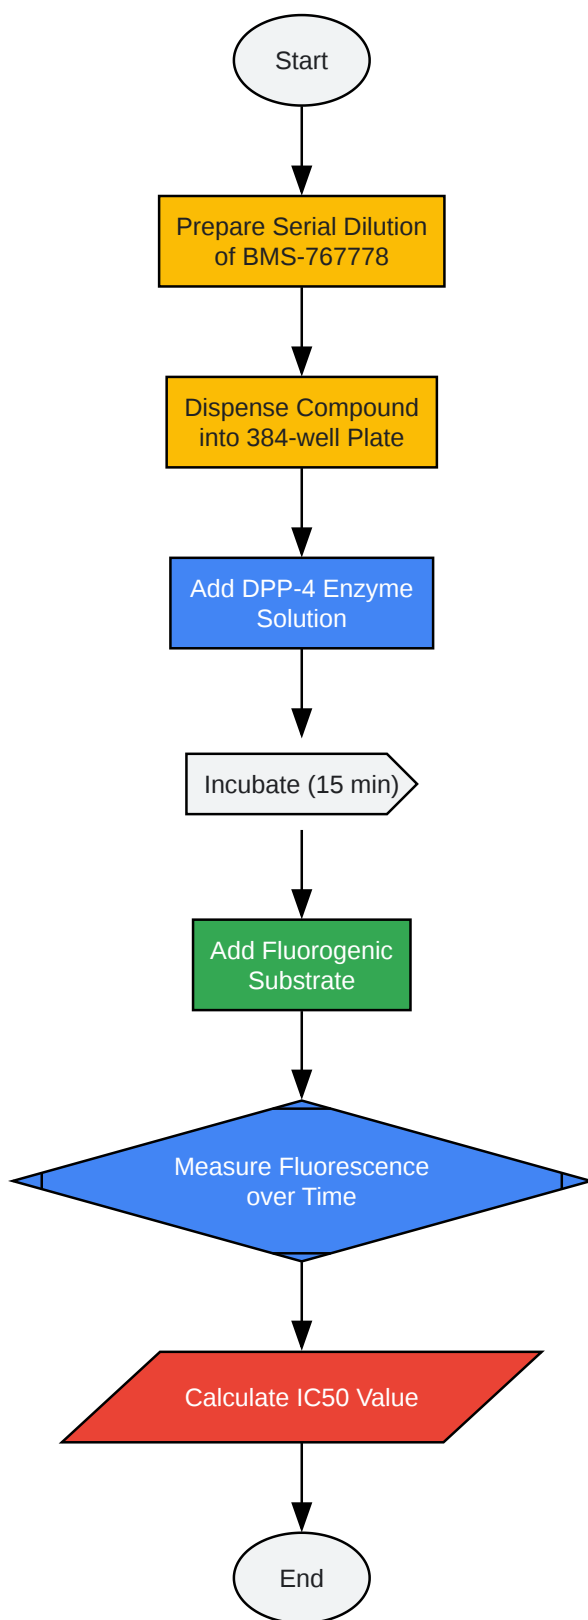 Start
Prepare Serial Dilution
of BMS-767778
Dispense Compound
into 384-well Plate
Add DPP-4 Enzyme
Solution
Incubate (15 min)
Add Fluorogenic
Substrate
Measure Fluorescence
over Time
Calculate IC50 Value
End